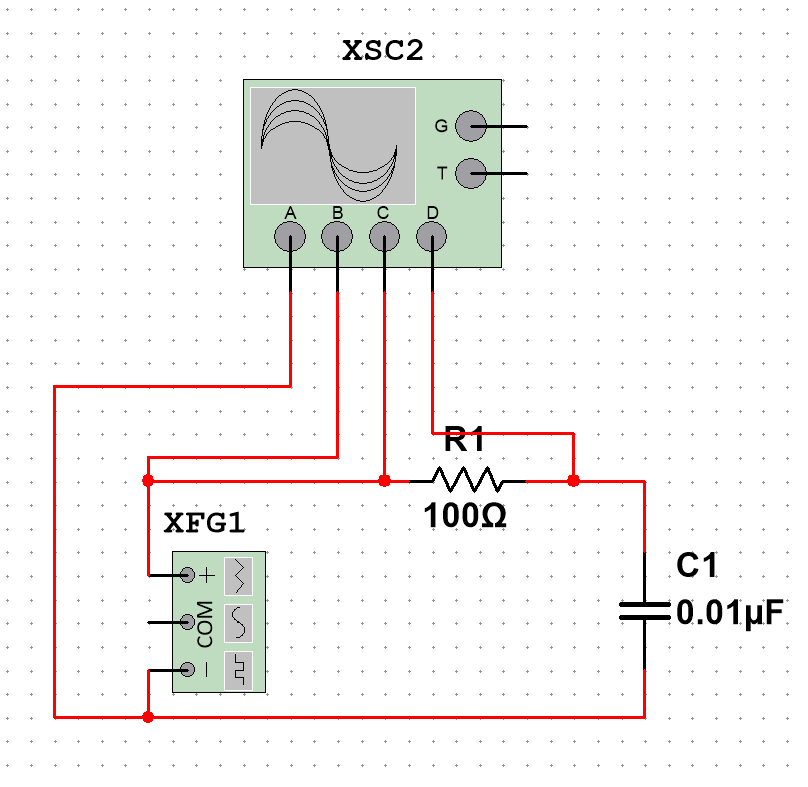 XSC2
G
T
A B C D
R1
100Ω
XFG1
C1
0.01µF
+
COM
−